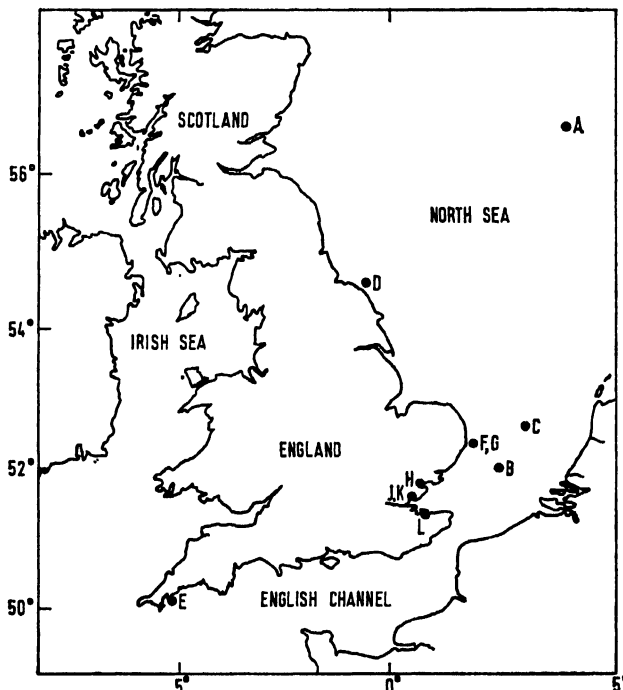 SCOTLAND
A
56°
NORTH SEA
D
54°
IRISH SEA
C
F,G
ENGLAND
52°
B
H
J,K
L
50°
E
ENGLISH CHANNEL
5°
0°
5°